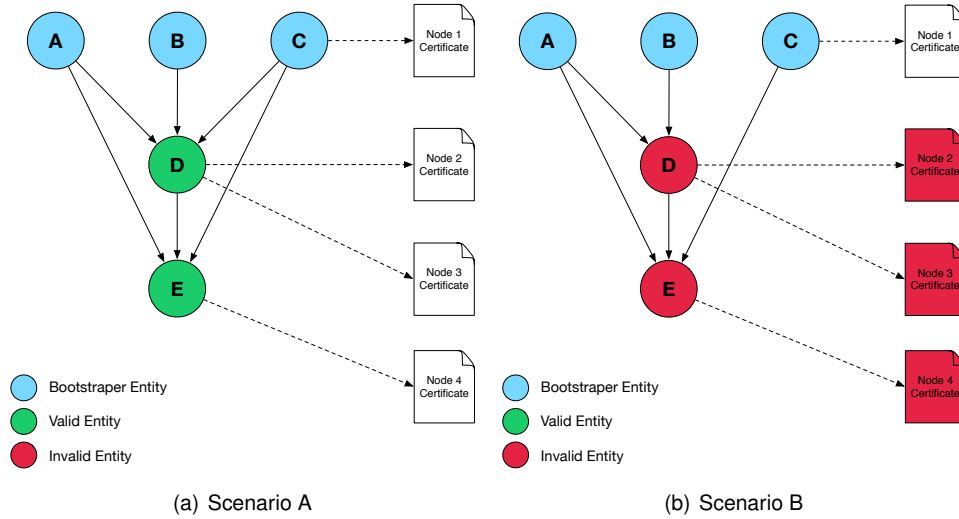 A
B
C
Node 1
Certificate
D
Node 2
Certificate
Node 3
Certificate
E
Node 4
Certificate
Bootstraper Entity
Valid Entity
Invalid Entity
(a) Scenario A
A
B
C
Node 1
Certificate
D
Node 2
Certificate
Node 3
Certificate
E
Node 4
Certificate
Bootstraper Entity
Valid Entity
Invalid Entity
(b) Scenario B